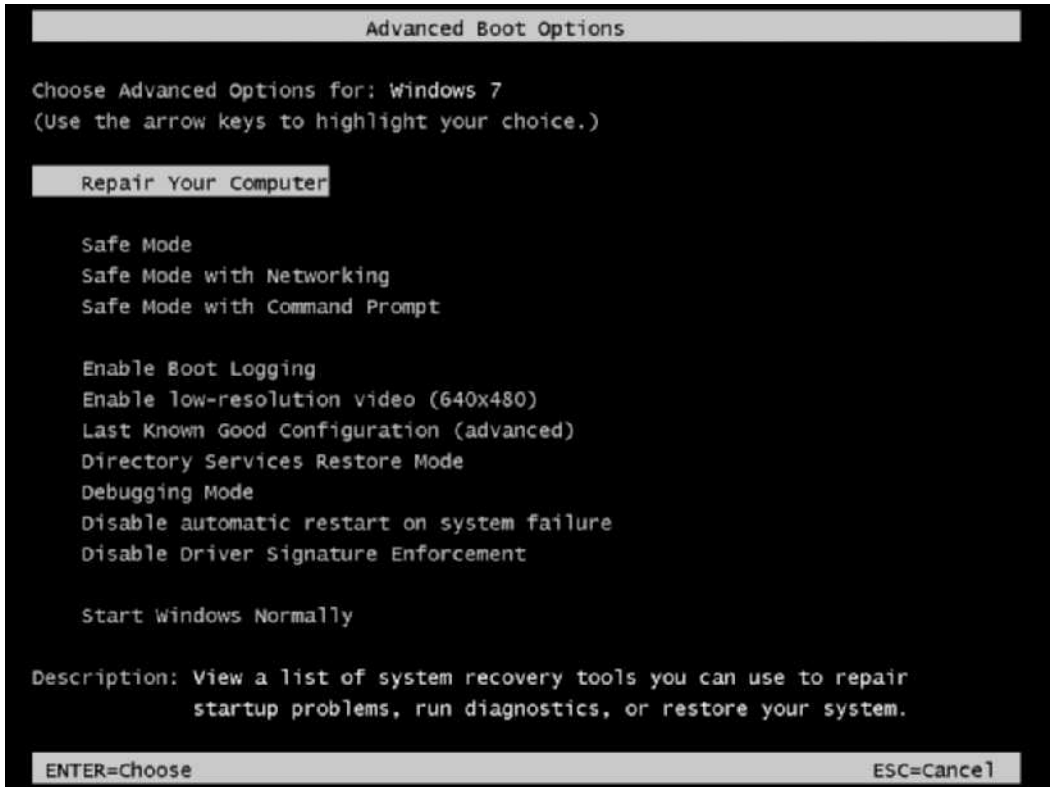 Advanced Boot Options
Choose Advanced Options for: Windows 7
(Use the arrow keys to highlight your choice.)
Repair Your Computer
Safe Mode
Safe Mode with Networking
Safe Mode with Command Prompt
Enable Boot Logging
Enable low-resolution video (640x480)
Last Known Good Configuration (advanced)
Directory Services Restore Mode
Debugging Mode
Disable automatic restart on system failure
Disable Driver Signature Enforcement
Start Windows Normally
Description: View a list of system recovery tools you can use to repair
startup problems, run diagnostics, or restore your system.
ENTER=Choose ESC=Cancel